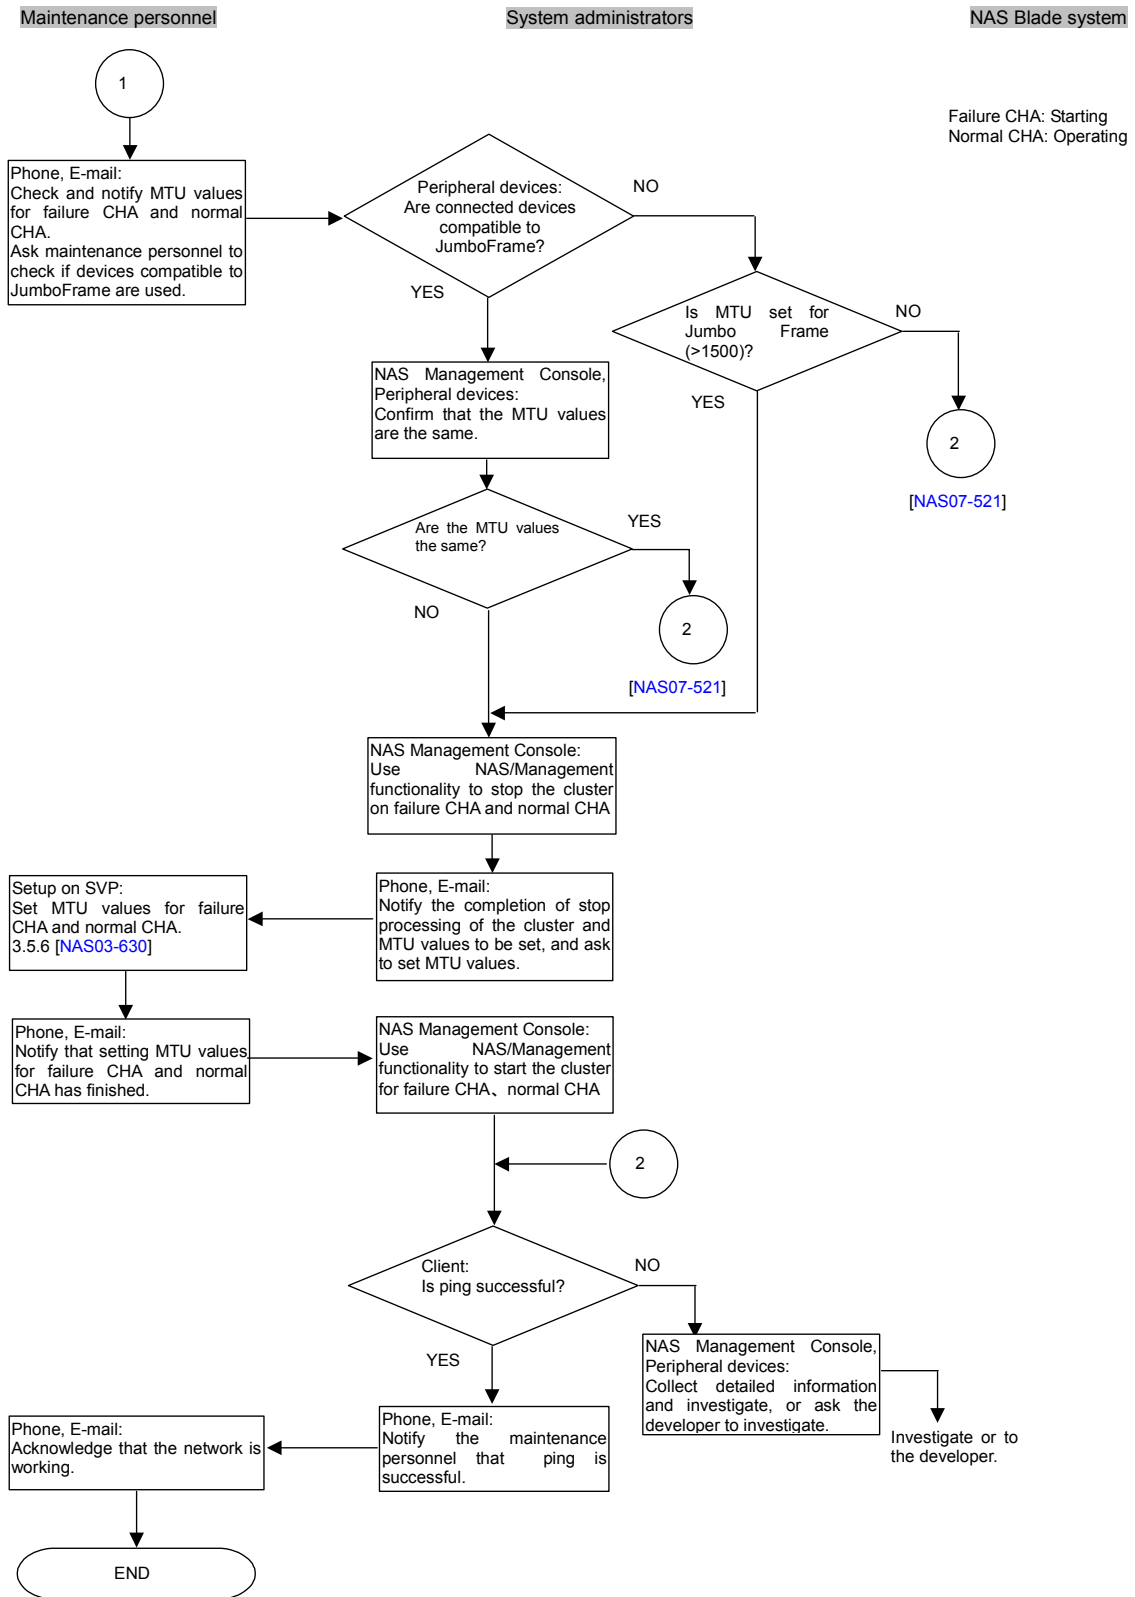 Maintenance personnel
System administrators
NAS Blade system
1
Failure CHA: Starting
Normal CHA: Operating
Phone, E-mail:
Check and notify MTU values
for failure CHA and normal
CHA.
Ask maintenance personnel to
check if devices compatible to
JumboFrame are used.
Peripheral devices:
Are connected devices
compatible to
JumboFrame?
NO
YES
Is MTU set for
Jumbo Frame
(>1500)?
NO
YES
NAS Management Console,
Peripheral devices:
Confirm that the MTU values
are the same.
2
[NAS07-521]
Are the MTU values
the same?
YES
NO
2
[NAS07-521]
NAS Management Console:
Use NAS/Management
functionality to stop the cluster
on failure CHA and normal CHA
Phone, E-mail:
Notify the completion of stop
processing of the cluster and
MTU values to be set, and ask
to set MTU values.
Setup on SVP:
Set MTU values for failure
CHA and normal CHA.
3.5.6 [NAS03-630]
Phone, E-mail:
Notify that setting MTU values
for failure CHA and normal
CHA has finished.
NAS Management Console:
Use NAS/Management
functionality to start the cluster
for failure CHA、normal CHA
2
Client:
Is ping successful?
NO
YES
NAS Management Console,
Peripheral devices:
Collect detailed information
and investigate, or ask the
developer to investigate.
Investigate or to
the developer.
Phone, E-mail:
Notify the maintenance
personnel that ping is
successful.
Phone, E-mail:
Acknowledge that the network is
working.
END